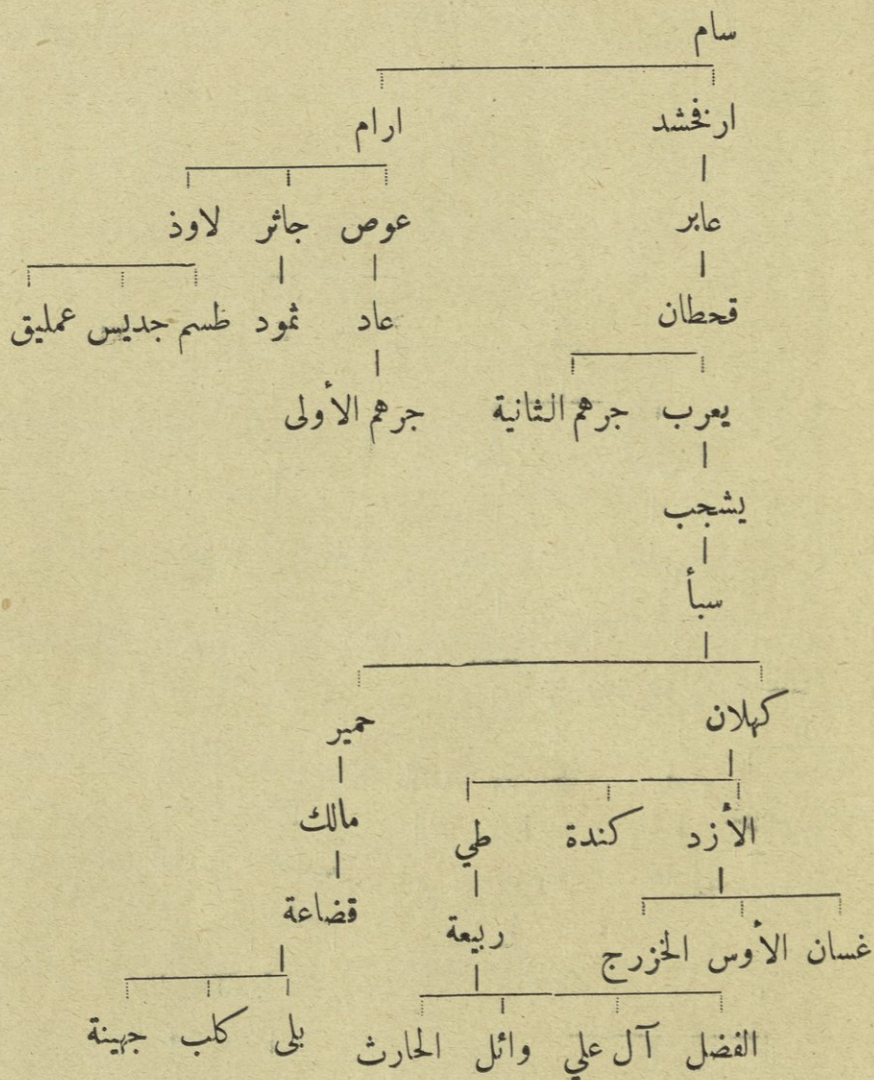 سام
ارفخشد ارام
عابر عوص جاثر لاوذ
قحطان عاد ثمود طسم جديس عمليق
يعرب جرهم الثانية جرهم الأولى
يشجب
سبأ
كهلان حمير
الأزد كندة طي مالك
غسان الأوس الخزرج ربيعة قضاعة
الفضل آل علي وائل الحارث بلى كلب جهينة